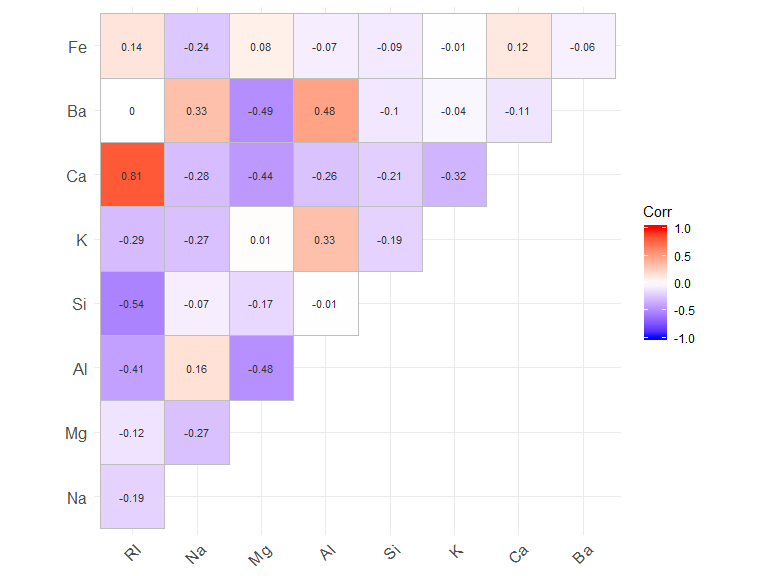 Fe 0.14 -0.24 0.08 -0.07 -0.09 -0.01 0.12 -0.06
Ba 0 0.33 -0.49 0.48 -0.1 -0.04 -0.11
Ca 0.81 -0.28 -0.44 -0.26 -0.21 -0.32
K -0.29 -0.27 0.01 0.33 -0.19
Si -0.54 -0.07 -0.17 -0.01
Al -0.41 0.16 -0.48
Mg -0.12 -0.27
Na -0.19
RI Na Mg Al Si K Ca Ba
Corr
1.0
0.5
0.0
-0.5
-1.0